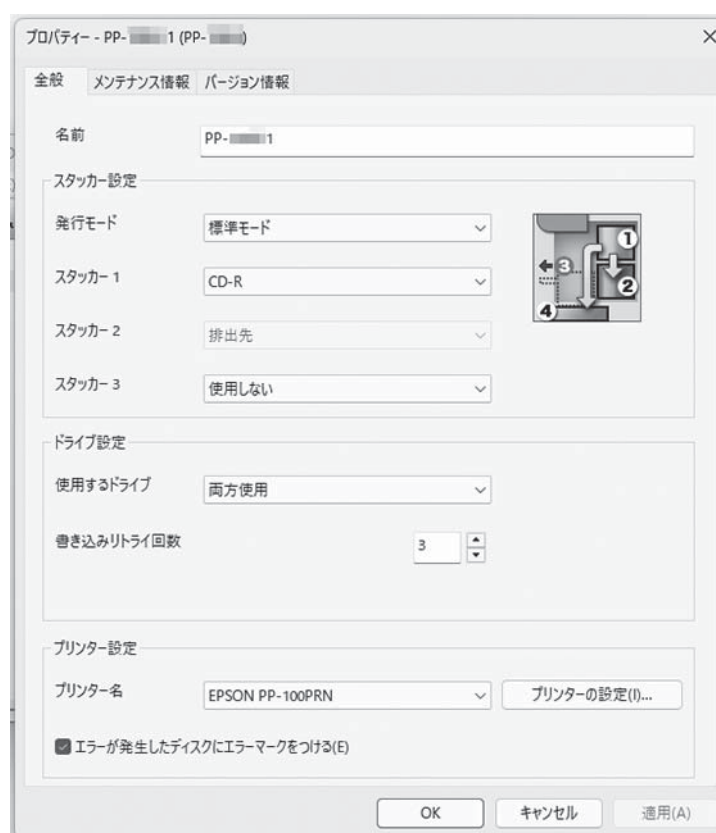 プロパティー - PP- 1 (PP- )
全般 メンテナンス情報 バージョン情報
名前 PP- 1
スタッカー設定
発行モード 標準モード
スタッカー 1 CD-R
スタッカー 2 排出先
スタッカー 3 使用しない
1
2
3
4
ドライブ設定
使用するドライブ 両方使用
書き込みリトライ回数 3
プリンター設定
プリンター名 EPSON PP-100PRN プリンターの設定(I)...
エラーが発生したディスクにエラーマークをつける(E)
OK キャンセル 適用(A)